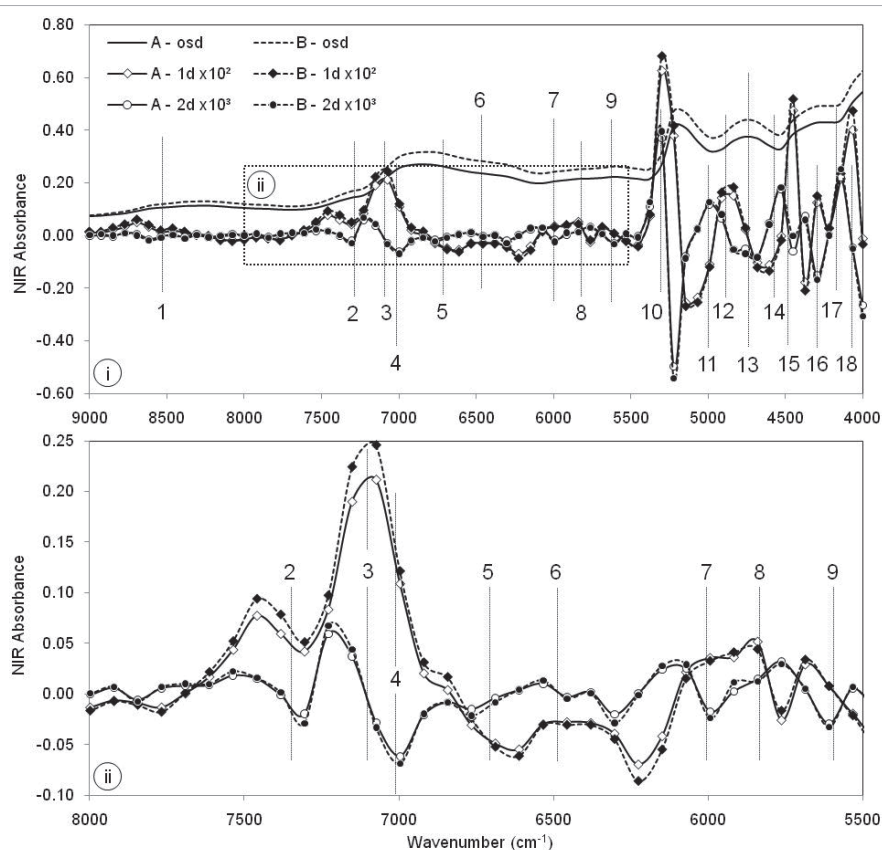 0.80
0.60
0.40
0.20
0.00
-0.20
-0.40
-0.60
NIR Absorbance
A - osd B - osd
A - 1d x10² B - 1d x10²
A - 2d x10³ B - 2d x10³
ii
i
6 7 9
1 2 3 5 8 10 12 14
4 11 13 15 16 17 18
9000 8500 8000 7500 7000 6500 6000 5500 5000 4500 4000
0.25
0.20
0.15
0.10
0.05
0.00
-0.05
-0.10
NIR Absorbance
2 3 5 6 7 8 9
4
ii
8000 7500 7000 6500 6000 5500
Wavenumber (cm⁻¹)